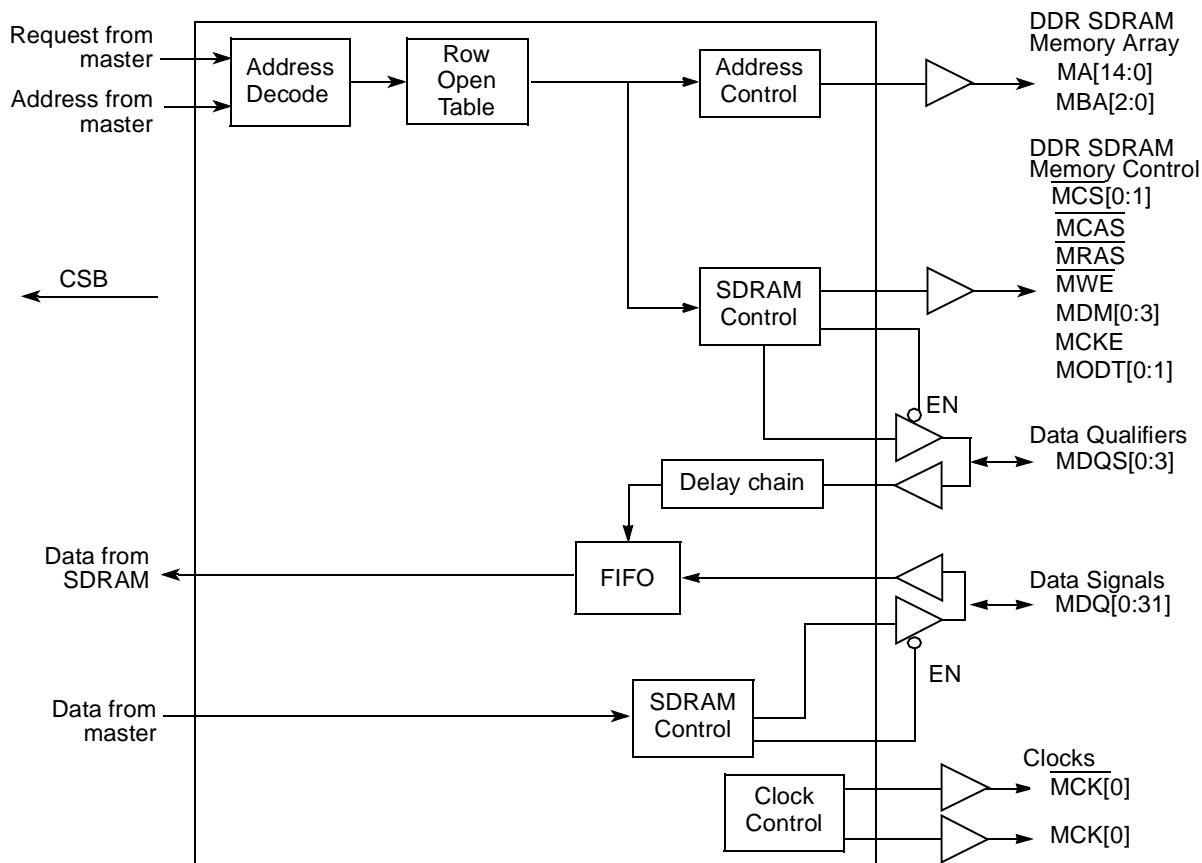 Request from
master
Address from
master
Address
Decode
Row
Open
Table
Address
Control
DDR SDRAM
Memory Array
MA[14:0]
MBA[2:0]
DDR SDRAM
Memory Control
MCS[0:1]
MCAS
MRAS
MWE
MDM[0:3]
MCKE
MODT[0:1]
CSB
SDRAM
Control
EN
Data Qualifiers
MDQS[0:3]
Delay chain
Data from
SDRAM
FIFO
Data Signals
MDQ[0:31]
EN
Data from
master
SDRAM
Control
Clock
Control
Clocks
MCK[0]
MCK[0]